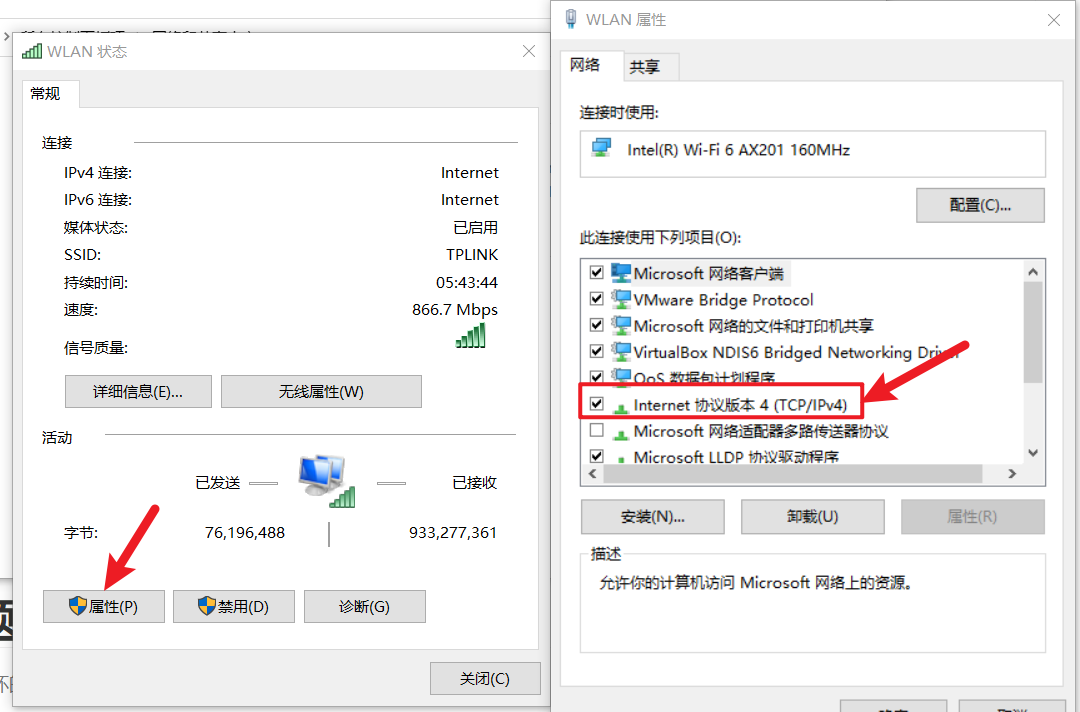 WLAN 状态
常规
连接
IPv4 连接: Internet
IPv6 连接: Internet
媒体状态: 已启用
SSID: TPLINK
持续时间: 05:43:44
速度: 866.7 Mbps
信号质量:
详细信息(E)... 无线属性(W)
活动
已发送 已接收
字节: 76,196,488 933,277,361
属性(P) 禁用(D) 诊断(G)
关闭(C)
WLAN 属性
网络 共享
连接时使用:
Intel(R) Wi-Fi 6 AX201 160MHz
配置(C)...
此连接使用下列项目(O):
Microsoft 网络客户端
VMware Bridge Protocol
Microsoft 网络的文件和打印机共享
VirtualBox NDIS6 Bridged Networking Driver
QoS 数据包计划程序
Internet 协议版本 4 (TCP/IPv4)
Microsoft 网络适配器多路传送器协议
Microsoft LLDP 协议驱动程序
安装(N)... 卸载(U) 属性(R)
描述
允许你的计算机访问 Microsoft 网络上的资源。